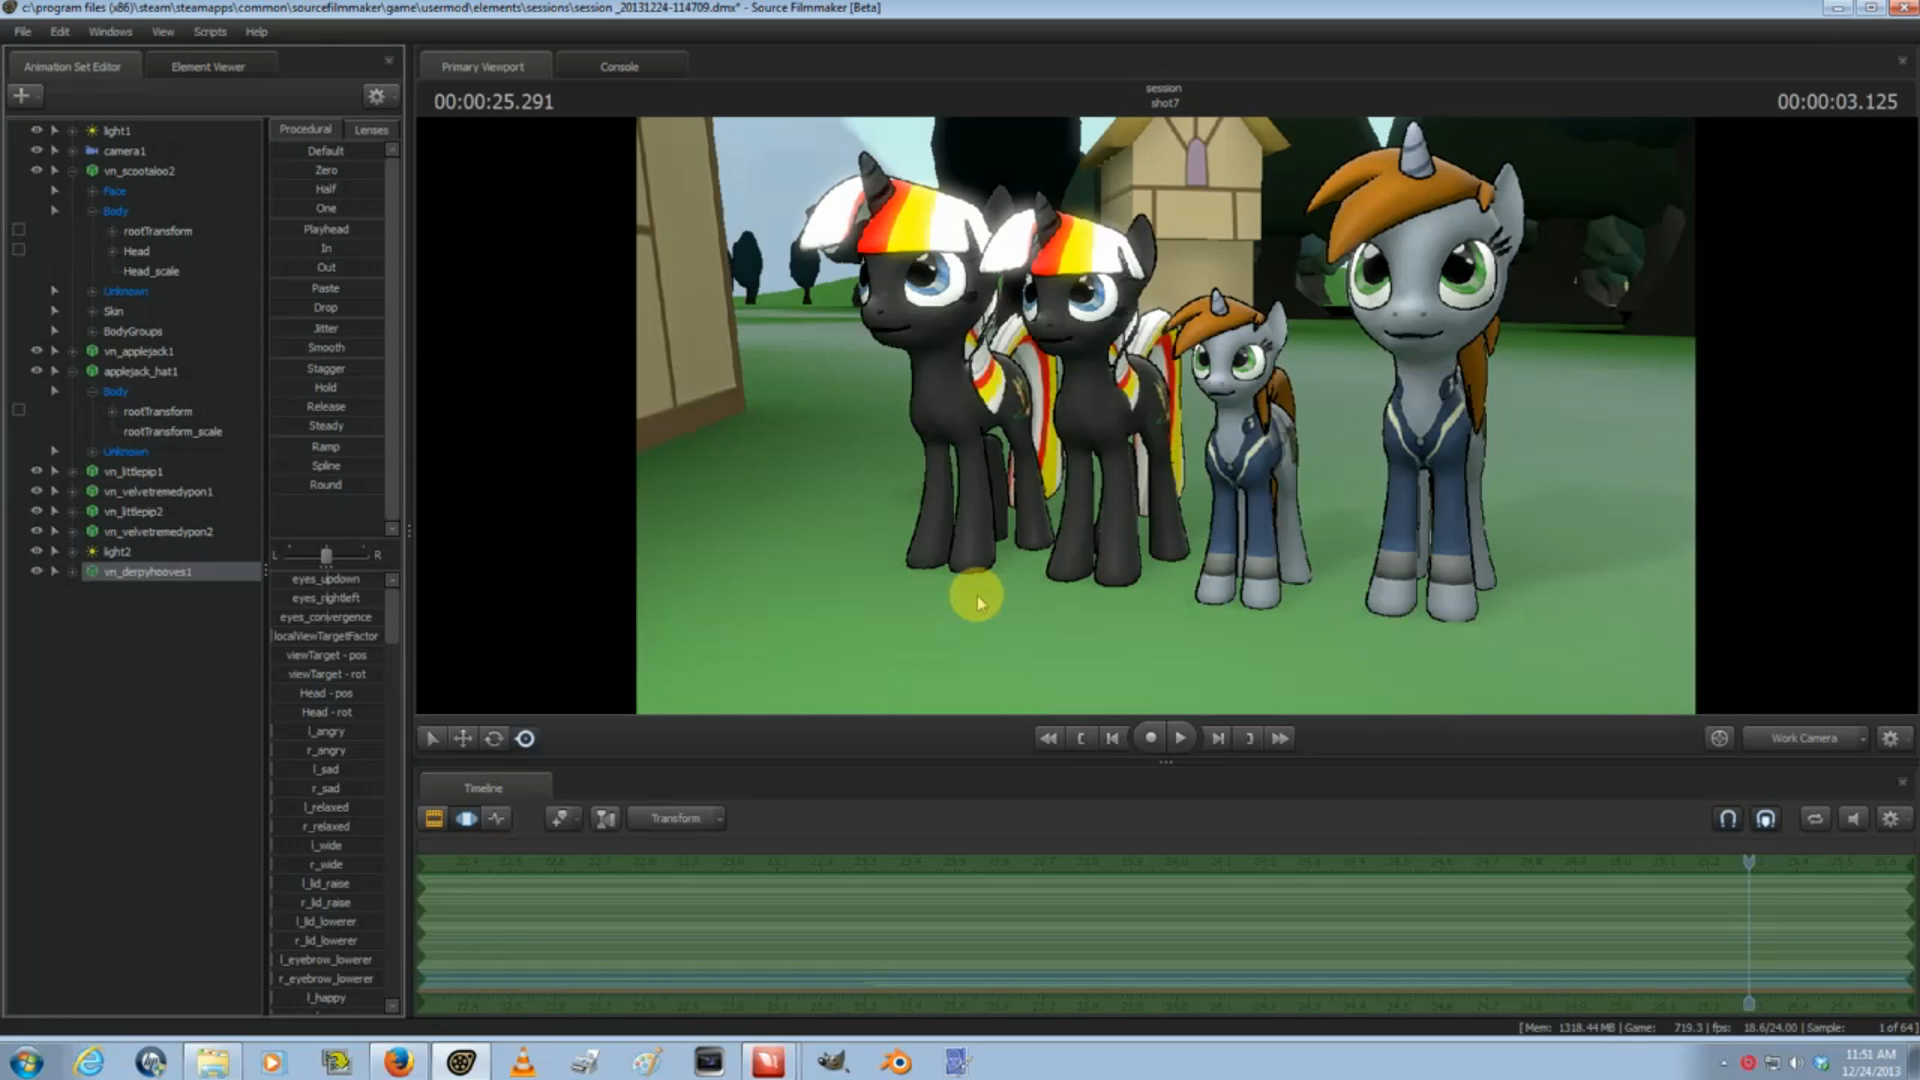 c:\program files (x86)\steam\steamapps\common\sourcefilmmaker\game\usermod\elements\sessions\session _20131224-114709.dmx* - Source Filmmaker [Beta]
File Edit Windows View Scripts Help
Animation Set Editor Element Viewer
Primary Viewport Console
00:00:25.291
session
shot7
00:00:03.125
light1
camera1
vn_scootaloo2
Face
Body
rootTransform
Head
Head_scale
Unknown
Skin
BodyGroups
vn_applejack1
applejack_hat1
Body
rootTransform
rootTransform_scale
Unknown
vn_littlepip1
vn_velvetremedypon1
vn_littlepip2
vn_velvetremedypon2
light2
vn_derpyhooves1
Procedural Lenses
Default
Zero
Half
One
Playhead
In
Out
Paste
Drop
Jitter
Smooth
Stagger
Hold
Release
Steady
Ramp
Spline
Round
L R
eyes_updown
eyes_rightleft
eyes_convergence
localViewTargetFactor
viewTarget - pos
viewTarget - rot
Head - pos
Head - rot
l_angry
r_angry
l_sad
r_sad
l_relaxed
r_relaxed
l_wide
r_wide
l_lid_raise
r_lid_raise
l_lid_lowerer
r_lid_lowerer
l_eyebrow_lowerer
r_eyebrow_lowerer
l_happy
Work Camera
Timeline
Transform
[ Mem: 1318.44 MB | Game: 719.3 | fps: 18.6/24.00 | Sample: 1 of 64 ]
11:51 AM
12/24/2013